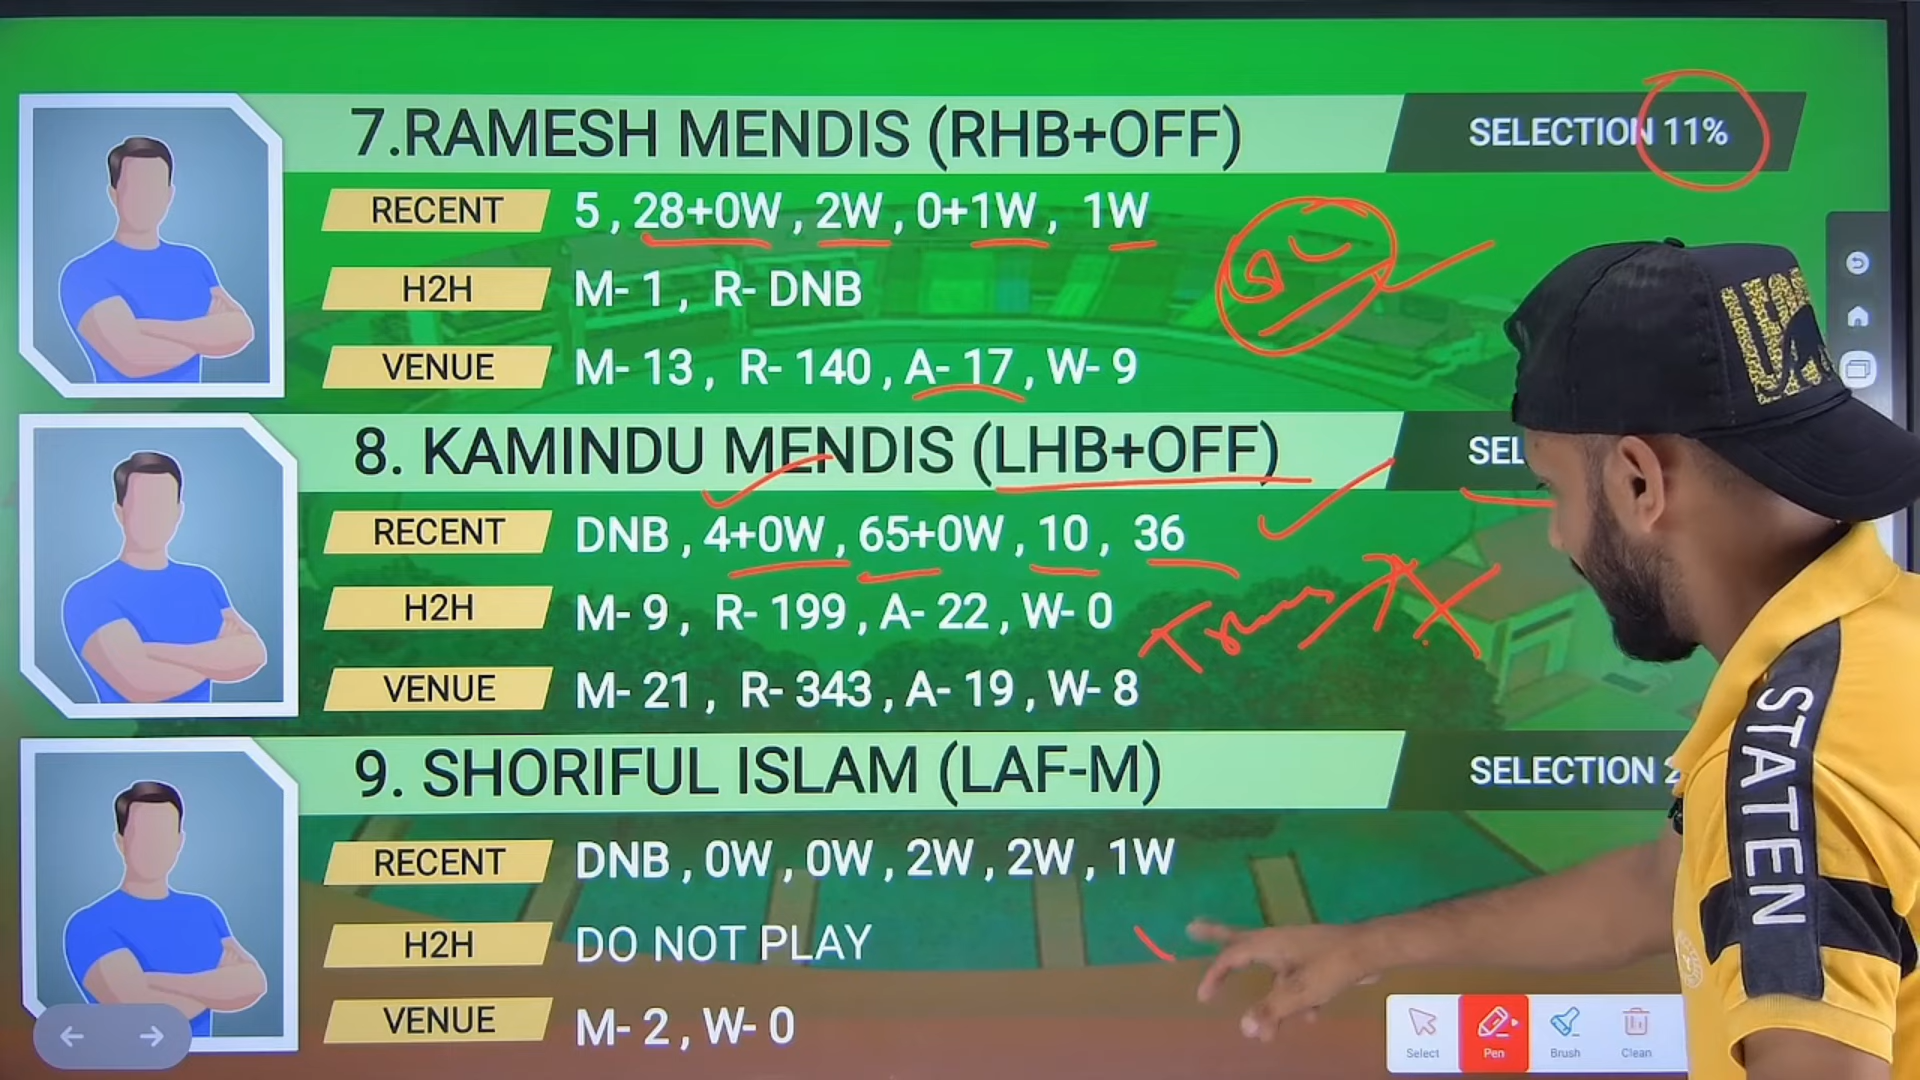 7.RAMESH MENDIS (RHB+OFF)
SELECTION 11%
RECENT 5 , 28+0W , 2W , 0+1W , 1W
H2H M- 1 , R- DNB
VENUE M- 13 , R- 140 , A- 17 , W- 9
8. KAMINDU MENDIS (LHB+OFF)
SEL
RECENT DNB , 4+0W , 65+0W , 10 , 36
H2H M- 9 , R- 199 , A- 22 , W- 0
VENUE M- 21 , R- 343 , A- 19 , W- 8
9. SHORIFUL ISLAM (LAF-M)
SELECTION 2
RECENT DNB , 0W , 0W , 2W , 2W , 1W
H2H DO NOT PLAY
VENUE M- 2 , W- 0
STATEN
Select Pen Brush Clean